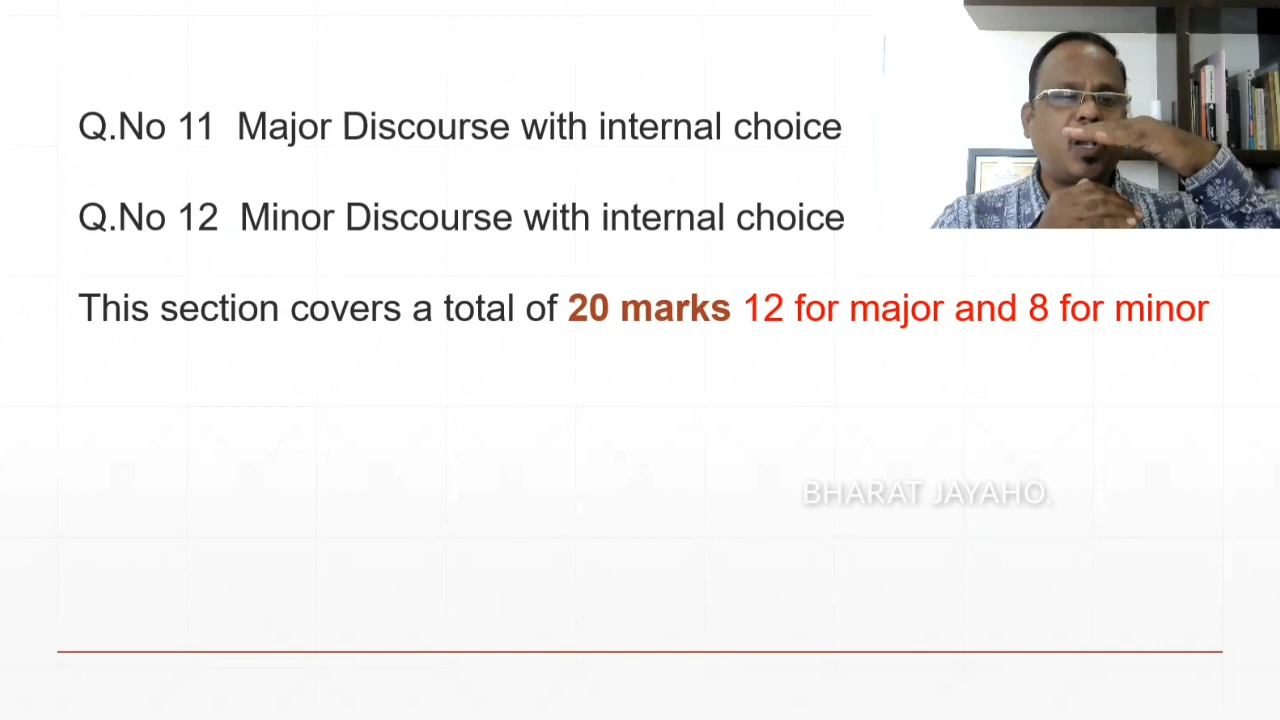 Q.No 11 Major Discourse with internal choice
Q.No 12 Minor Discourse with internal choice
This section covers a total of 20 marks 12 for major and 8 for minor
BHARAT JAYAHO.